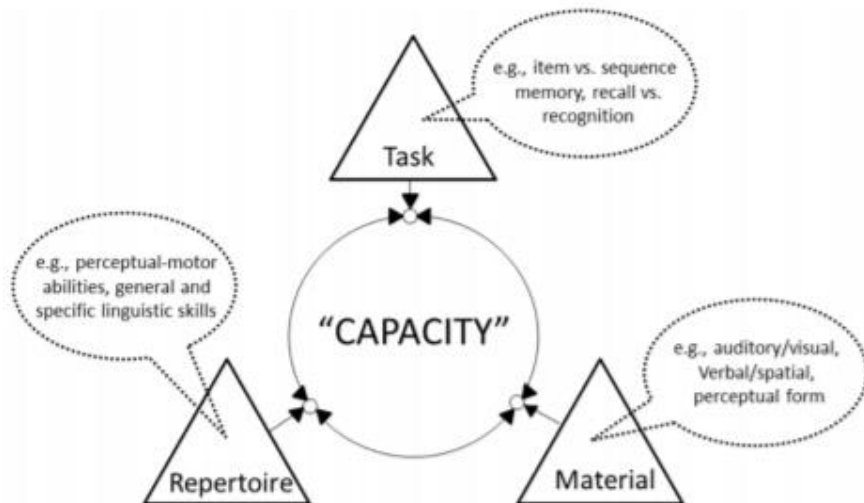 e.g., item vs. sequence
memory, recall vs.
recognition
Task
e.g., perceptual-motor
abilities, general and
specific linguistic skills
“CAPACITY”
e.g., auditory/visual,
Verbal/spatial,
perceptual form
Repertoire
Material